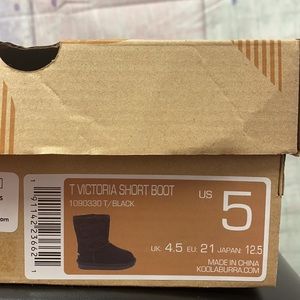 T VICTORIA SHORT BOOT
1090330 T/BLACK
US 5
UK: 4.5 EU: 21 JAPAN: 12.5
MADE IN CHINA
KOOLABURRA.COM